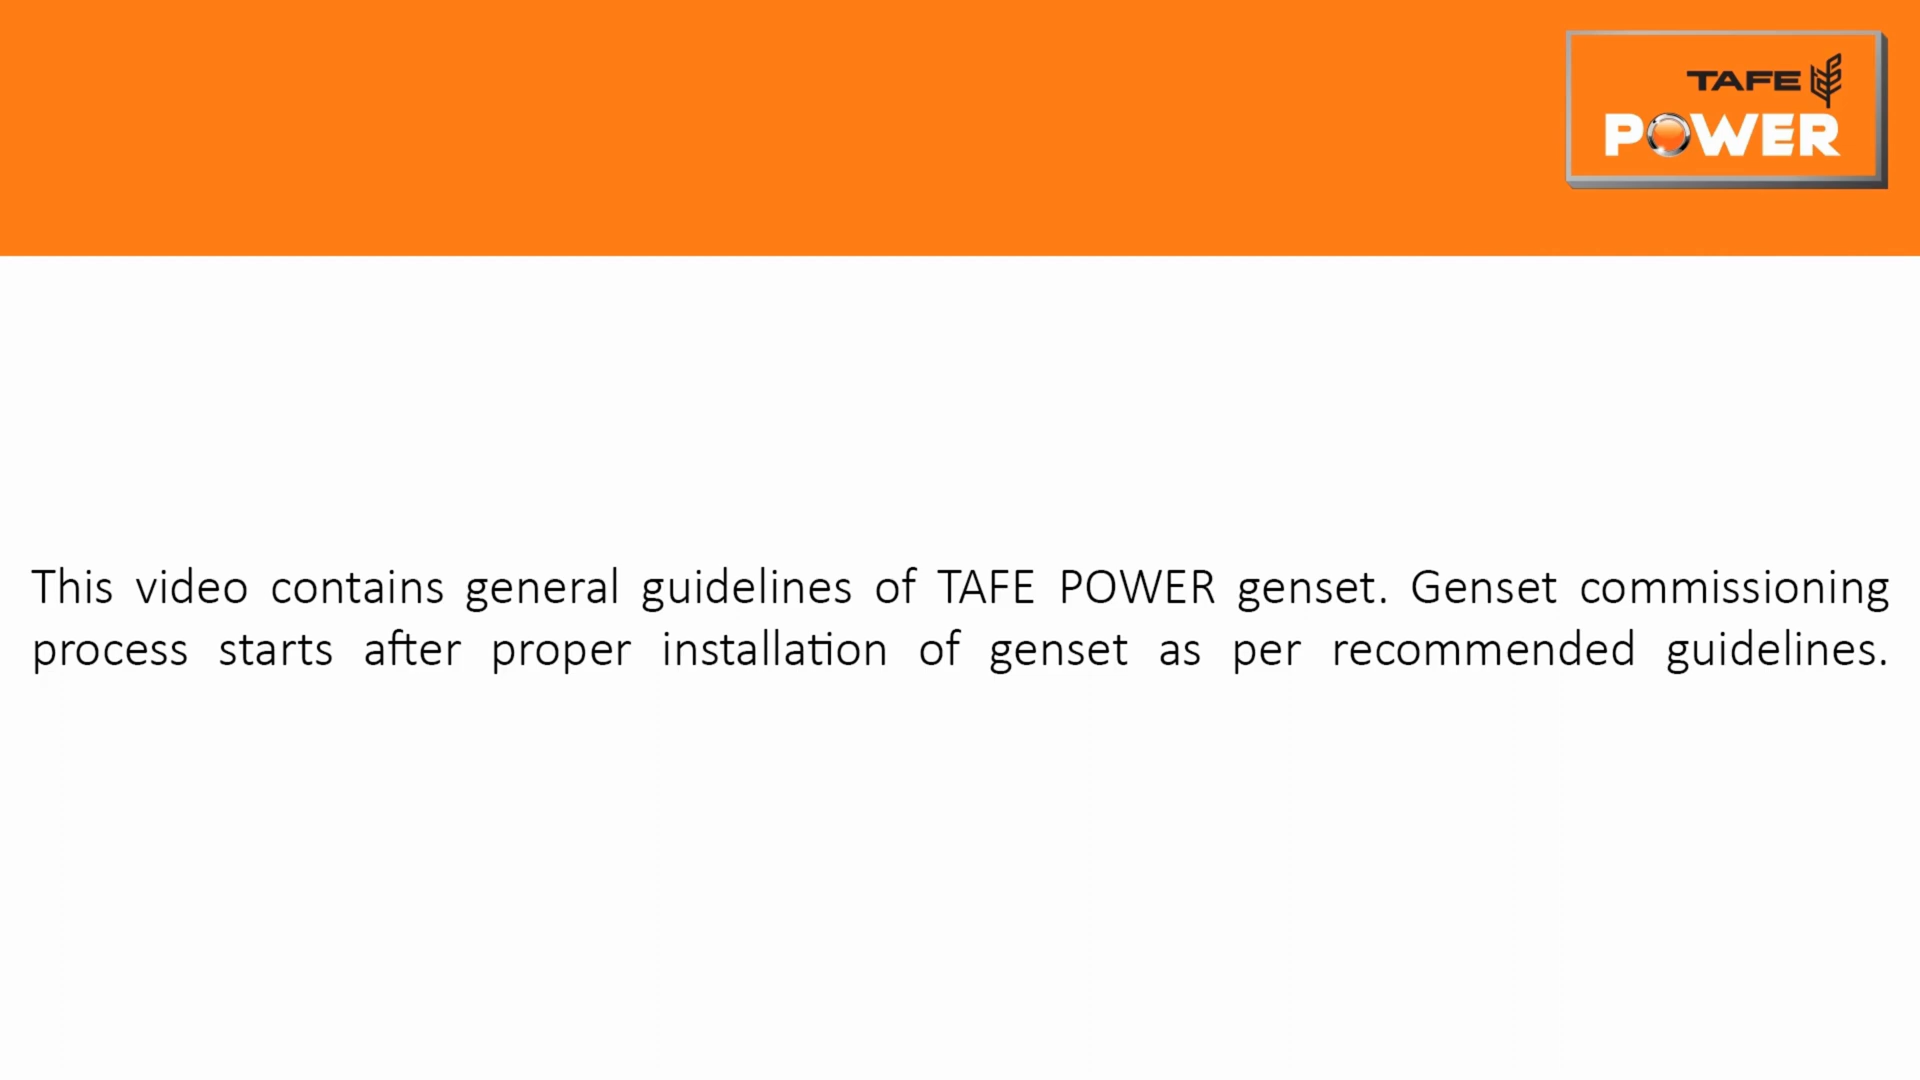 TAFE
POWER
This video contains general guidelines of TAFE POWER genset. Genset commissioning
process starts after proper installation of genset as per recommended guidelines.